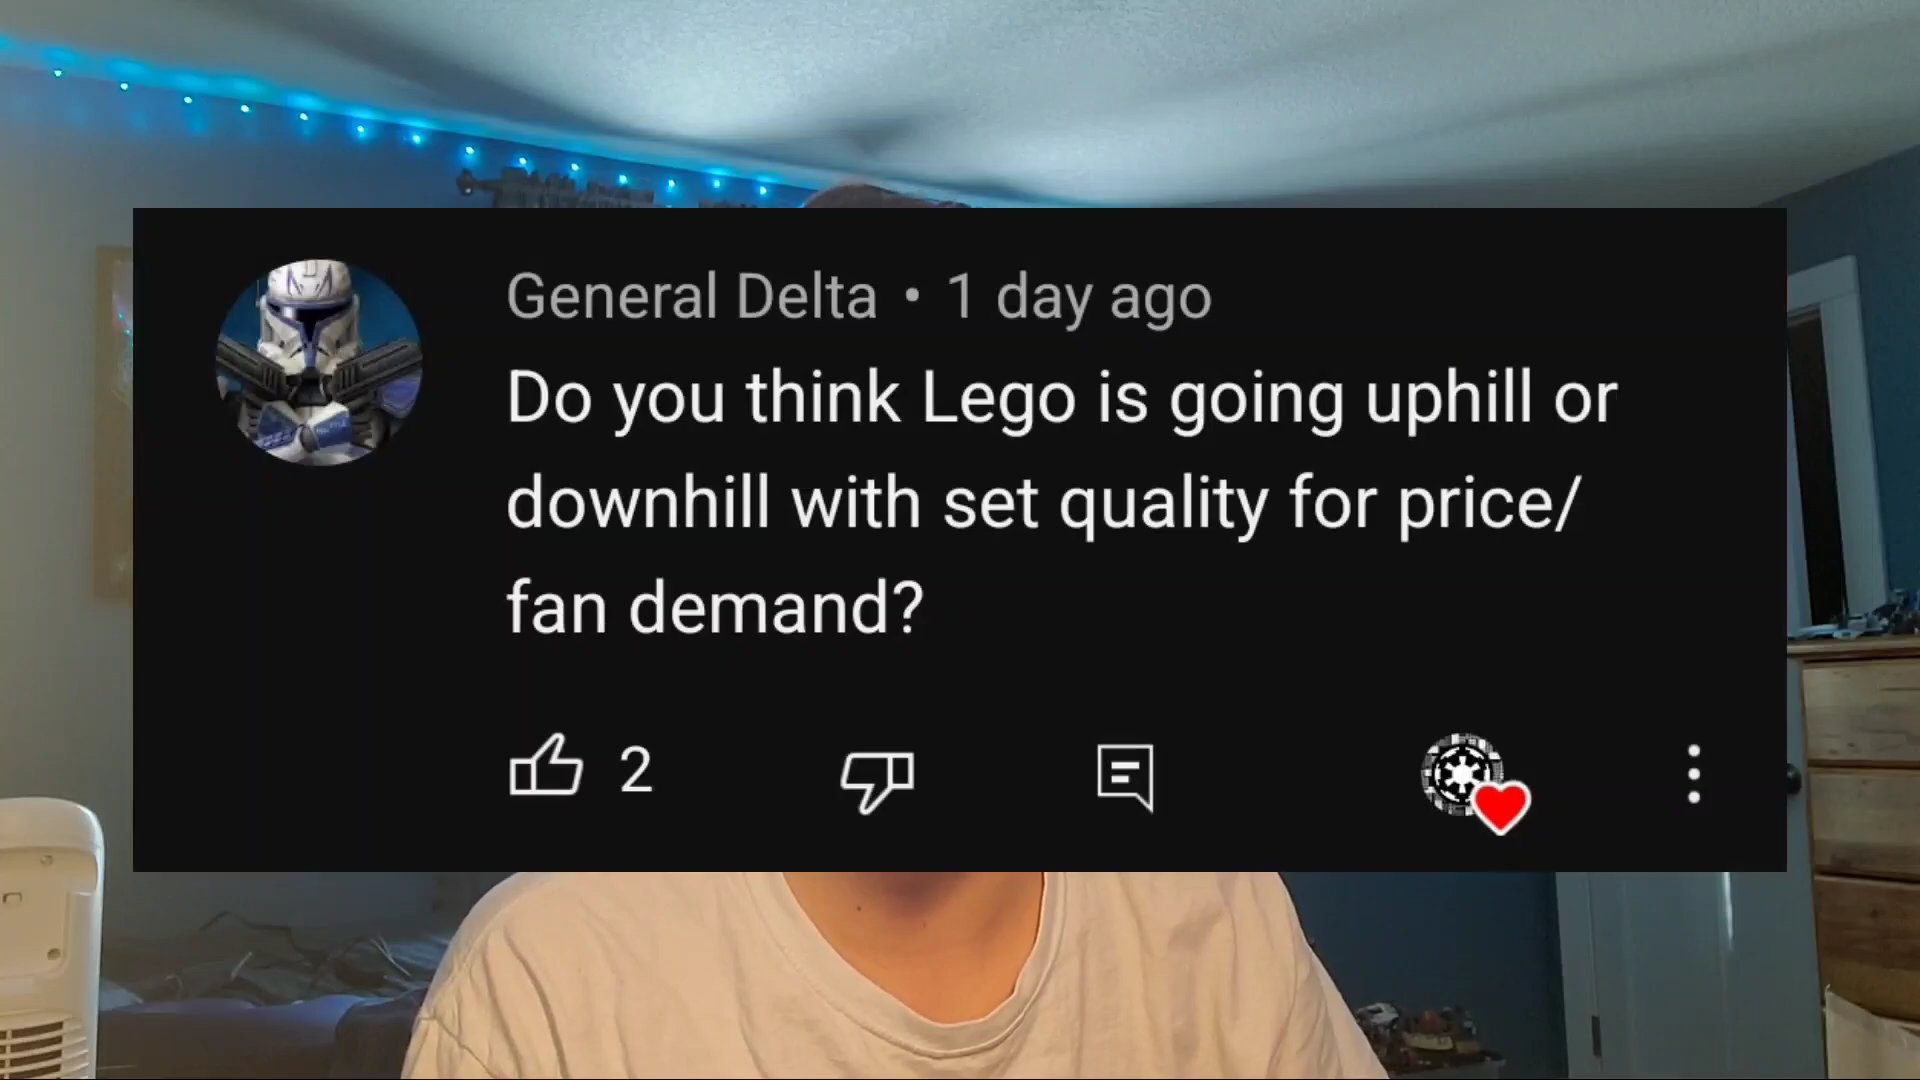 General Delta • 1 day ago
Do you think Lego is going uphill or
downhill with set quality for price/
fan demand?
2